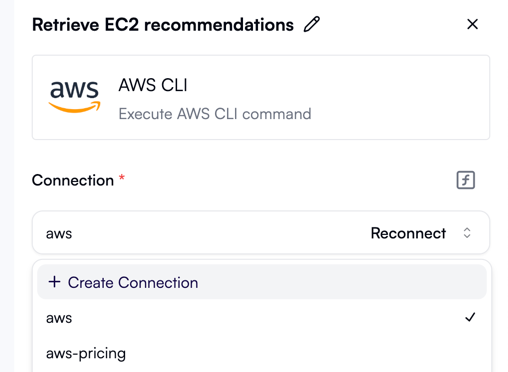 Retrieve EC2 recommendations
aws
AWS CLI
Execute AWS CLI command
Connection *
aws
Reconnect
+ Create Connection
aws
aws-pricing